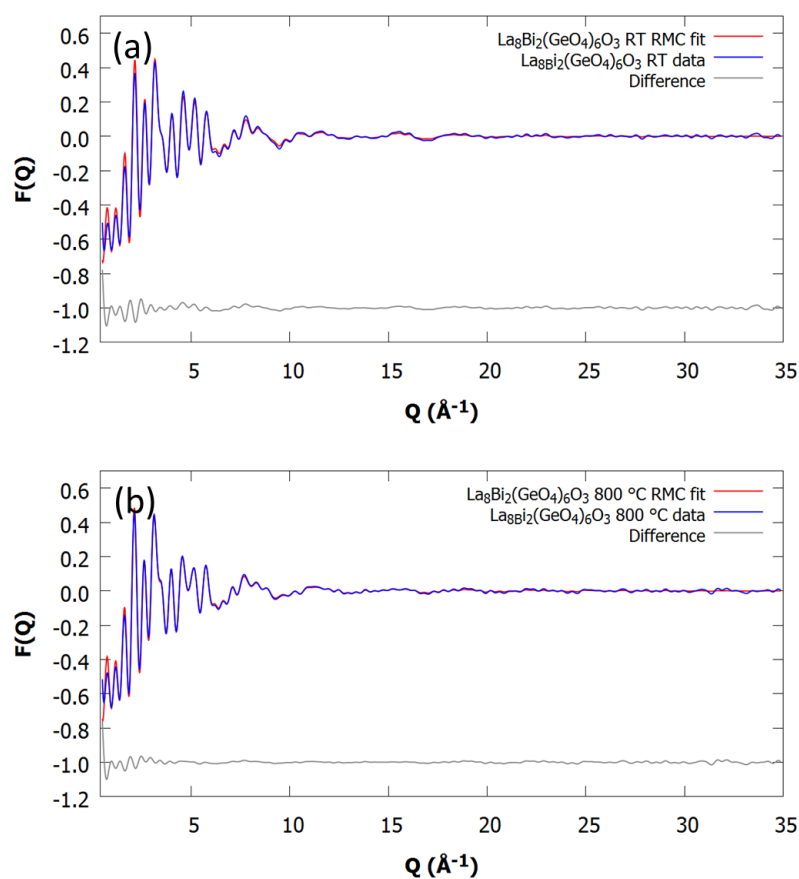 (a)
La₈Bi₂(GeO₄)₆O₃ RT RMC fit
La₈Bi₂(GeO₄)₆O₃ RT data
Difference
F(Q)
0.6
0.4
0.2
0.0
-0.2
-0.4
-0.6
-0.8
-1.0
-1.2
5 10 15 20 25 30 35
Q (Å⁻¹)
(b)
La₈Bi₂(GeO₄)₆O₃ 800 °C RMC fit
La₈Bi₂(GeO₄)₆O₃ 800 °C data
Difference
F(Q)
0.6
0.4
0.2
0.0
-0.2
-0.4
-0.6
-0.8
-1.0
-1.2
5 10 15 20 25 30 35
Q (Å⁻¹)